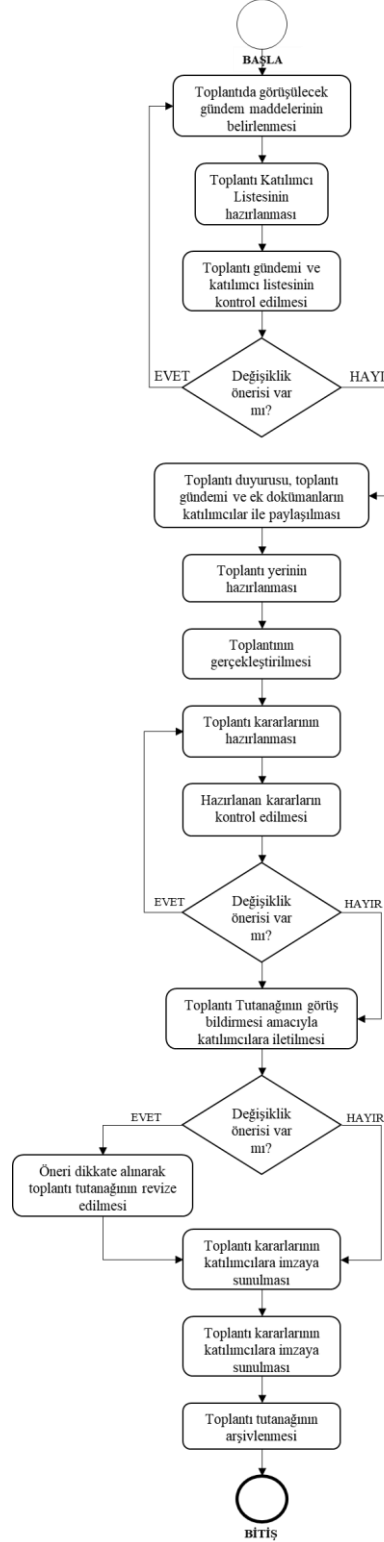 BAŞLA
Toplantıda görüşülecek
gündem maddelerinin
belirlenmesi
Toplantı Katılımcı
Listesinin
hazırlanması
Toplantı gündemi ve
katılımcı listesinin
kontrol edilmesi
EVET
Değişiklik
önerisi var
mı?
HAYIR
Toplantı duyurusu, toplantı
gündemi ve ek dokümanların
katılımcılar ile paylaşılması
Toplantı yerinin
hazırlanması
Toplantının
gerçekleştirilmesi
Toplantı kararlarının
hazırlanması
Hazırlanan kararların
kontrol edilmesi
EVET
Değişiklik
önerisi var
mı?
HAYIR
Toplantı Tutanağının görüş
bildirmesi amacıyla
katılımcılara iletilmesi
EVET
Değişiklik
önerisi var
mı?
HAYIR
Öneri dikkate alınarak
toplantı tutanağının revize
edilmesi
Toplantı kararlarının
katılımcılara imzaya
sunulması
Toplantı kararlarının
katılımcılara imzaya
sunulması
Toplantı tutanağının
arşivlenmesi
BİTİŞ